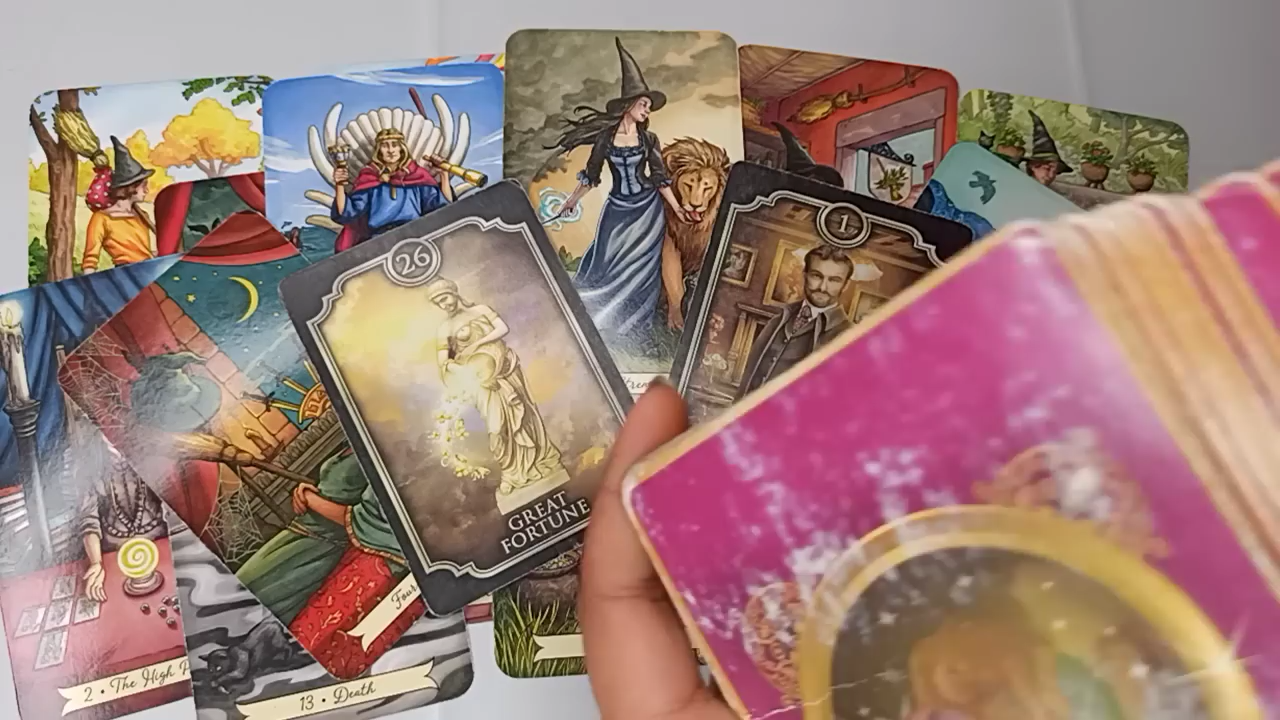 26
1
GREAT
FORTUNE
Four
2 • The High P
13 • Death